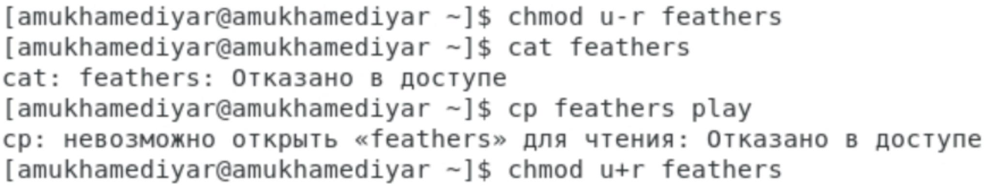 [amukhamediyar@amukhamediyar ~]$ chmod u-r feathers
[amukhamediyar@amukhamediyar ~]$ cat feathers
cat: feathers: Отказано в доступе
[amukhamediyar@amukhamediyar ~]$ cp feathers play
cp: невозможно открыть «feathers» для чтения: Отказано в доступе
[amukhamediyar@amukhamediyar ~]$ chmod u+r feathers